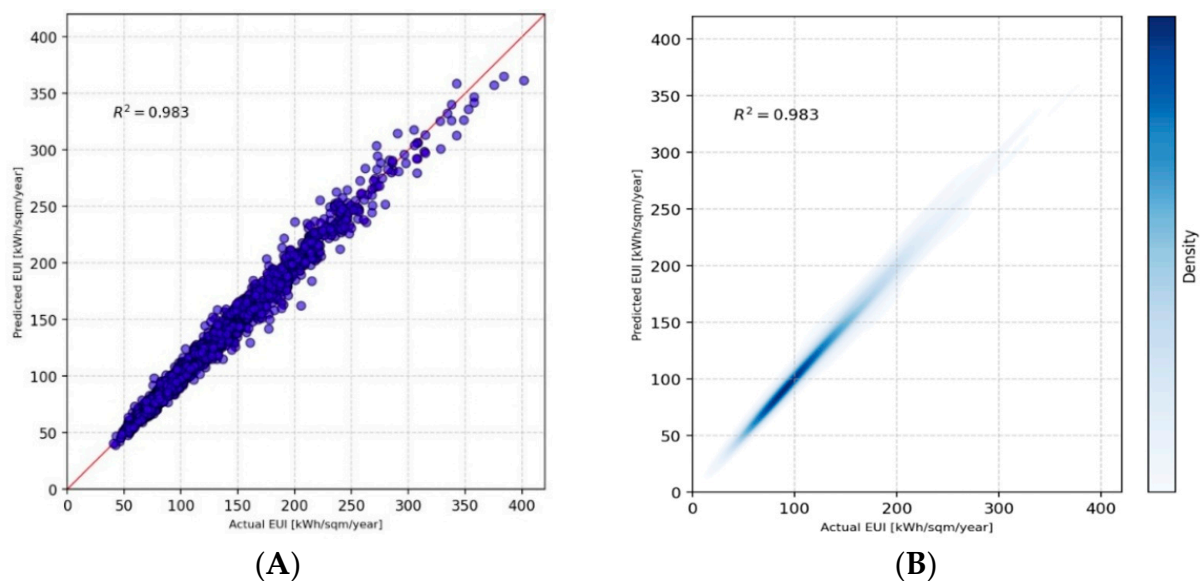 400
350
300
250
200
150
100
50
0
R² = 0.983
Predicted EUI [kWh/sqm/year]
0 50 100 150 200 250 300 350 400
Actual EUI [kWh/sqm/year]
(A)
400
350
300
250
200
150
100
50
0
R² = 0.983
Predicted EUI [kWh/sqm/year]
0 100 200 300 400
Actual EUI [kWh/sqm/year]
Density
(B)